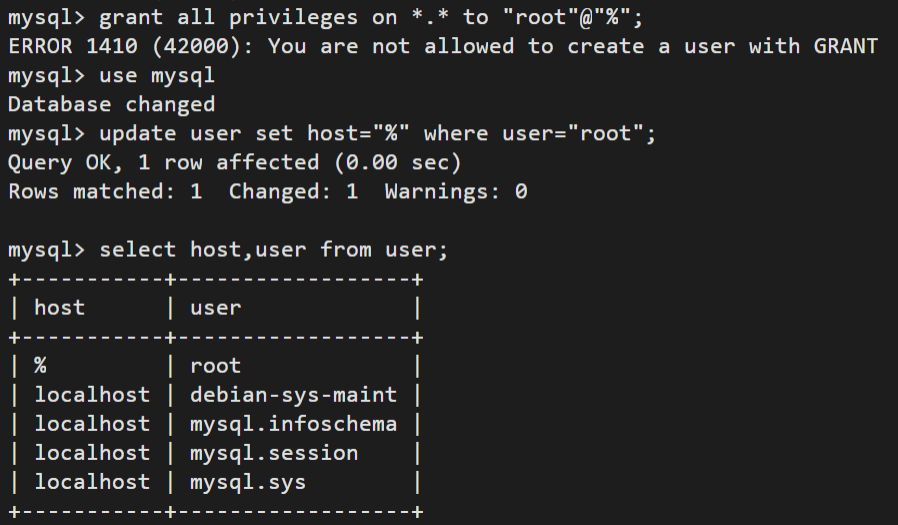 mysql> grant all privileges on *.* to "root"@"%";
ERROR 1410 (42000): You are not allowed to create a user with GRANT
mysql> use mysql
Database changed
mysql> update user set host="%" where user="root";
Query OK, 1 row affected (0.00 sec)
Rows matched: 1  Changed: 1  Warnings: 0

mysql> select host,user from user;
+-----------+------------------+
| host      | user             |
+-----------+------------------+
| %         | root             |
| localhost | debian-sys-maint |
| localhost | mysql.infoschema |
| localhost | mysql.session    |
| localhost | mysql.sys        |
+-----------+------------------+